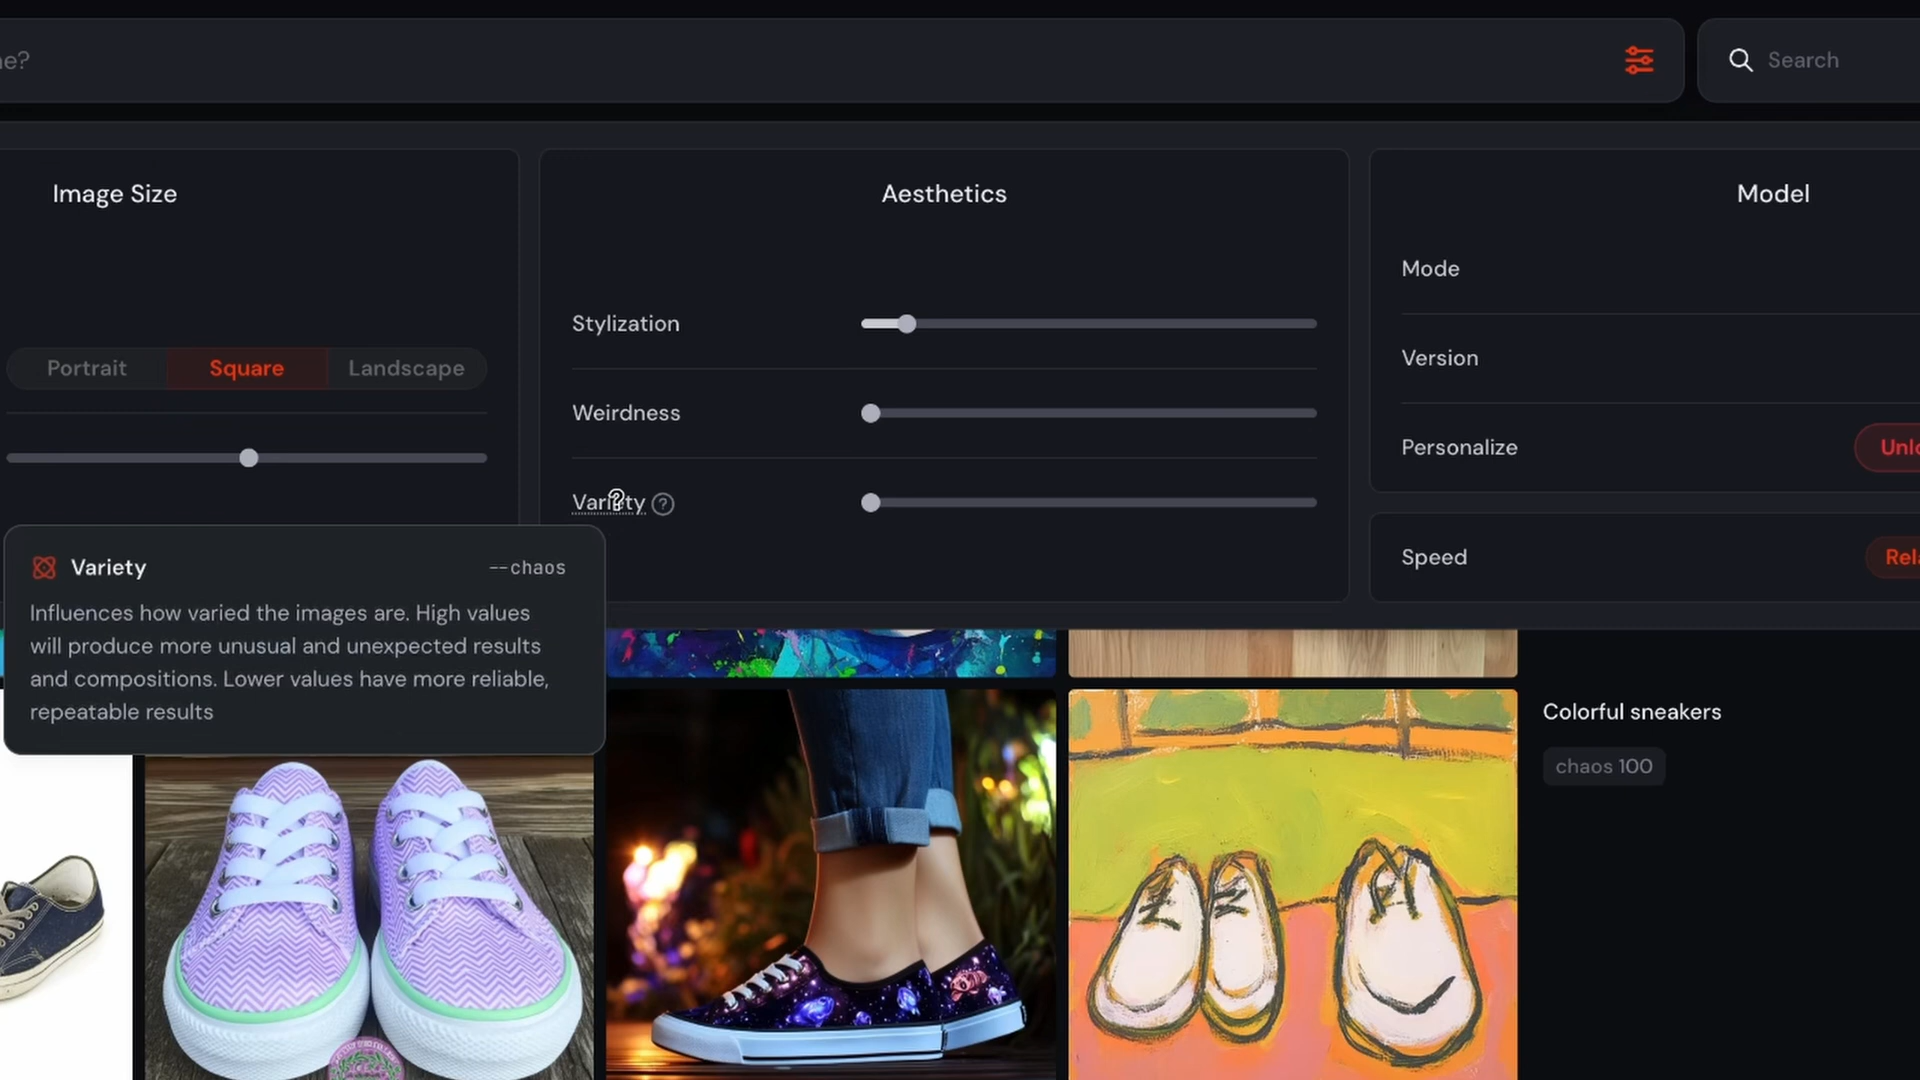 Search
Image Size
Portrait
Square
Landscape
Aesthetics
Stylization
Weirdness
Variety
Model
Mode
Version
Personalize
Speed
Variety
--chaos
Influences how varied the images are. High values
will produce more unusual and unexpected results
and compositions. Lower values have more reliable,
repeatable results
Colorful sneakers
chaos 100